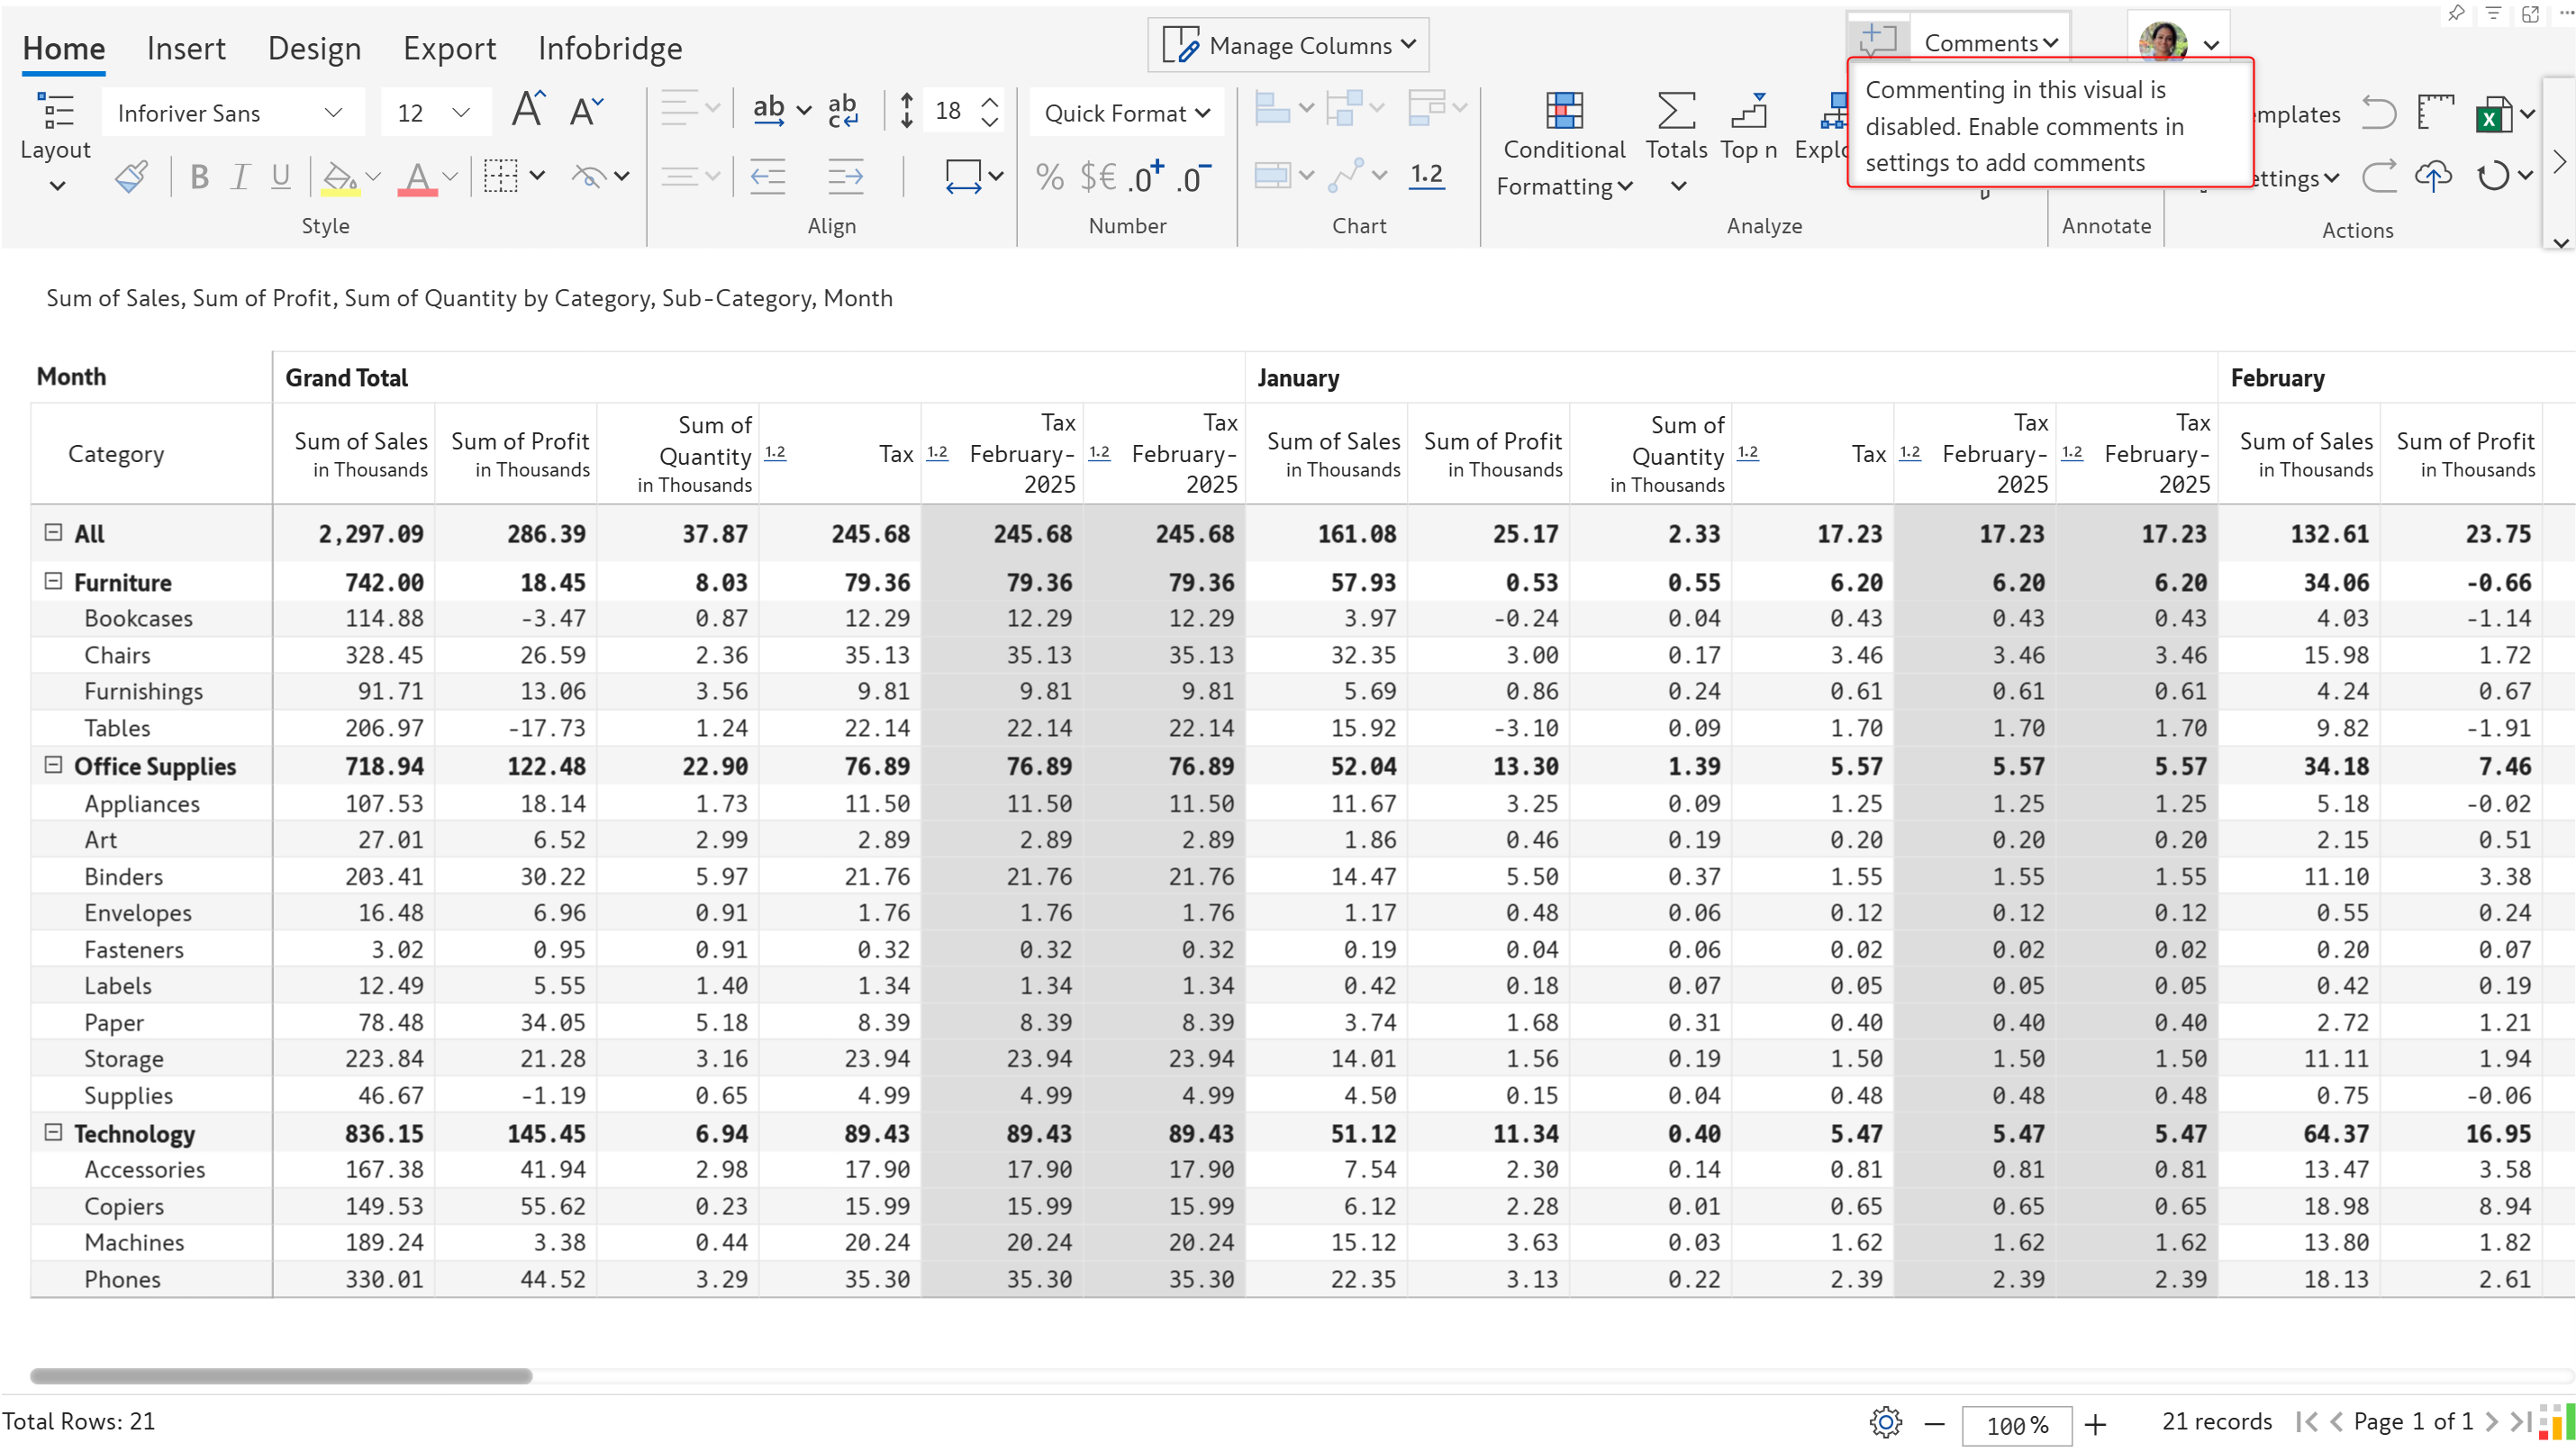 Home Insert Design Export Infobridge Manage Columns Comments
Commenting in this visual is
disabled. Enable comments in
settings to add comments
Layout Inforiver Sans 12 18 Quick Format Conditional Formatting Totals Top n mplates
B I U % $€ .0+ .0- 1.2 ettings
Style Align Number Chart Analyze Annotate Actions
Sum of Sales, Sum of Profit, Sum of Quantity by Category, Sub-Category, Month
Month Grand Total January February
Category Sum of Sales in Thousands Sum of Profit in Thousands Sum of Quantity in Thousands 1.2 Tax 1.2 Tax February-2025 1.2 Tax February-2025 Sum of Sales in Thousands Sum of Profit in Thousands Sum of Quantity in Thousands 1.2 Tax 1.2 Tax February-2025 1.2 Tax February-2025 Sum of Sales in Thousands Sum of Profit in Thousands
All 2,297.09 286.39 37.87 245.68 245.68 245.68 161.08 25.17 2.33 17.23 17.23 17.23 132.61 23.75
Furniture 742.00 18.45 8.03 79.36 79.36 79.36 57.93 0.53 0.55 6.20 6.20 6.20 34.06 -0.66
Bookcases 114.88 -3.47 0.87 12.29 12.29 12.29 3.97 -0.24 0.04 0.43 0.43 0.43 4.03 -1.14
Chairs 328.45 26.59 2.36 35.13 35.13 35.13 32.35 3.00 0.17 3.46 3.46 3.46 15.98 1.72
Furnishings 91.71 13.06 3.56 9.81 9.81 9.81 5.69 0.86 0.24 0.61 0.61 0.61 4.24 0.67
Tables 206.97 -17.73 1.24 22.14 22.14 22.14 15.92 -3.10 0.09 1.70 1.70 1.70 9.82 -1.91
Office Supplies 718.94 122.48 22.90 76.89 76.89 76.89 52.04 13.30 1.39 5.57 5.57 5.57 34.18 7.46
Appliances 107.53 18.14 1.73 11.50 11.50 11.50 11.67 3.25 0.09 1.25 1.25 1.25 5.18 -0.02
Art 27.01 6.52 2.99 2.89 2.89 2.89 1.86 0.46 0.19 0.20 0.20 0.20 2.15 0.51
Binders 203.41 30.22 5.97 21.76 21.76 21.76 14.47 5.50 0.37 1.55 1.55 1.55 11.10 3.38
Envelopes 16.48 6.96 0.91 1.76 1.76 1.76 1.17 0.48 0.06 0.12 0.12 0.12 0.55 0.24
Fasteners 3.02 0.95 0.91 0.32 0.32 0.32 0.19 0.04 0.06 0.02 0.02 0.02 0.20 0.07
Labels 12.49 5.55 1.40 1.34 1.34 1.34 0.42 0.18 0.07 0.05 0.05 0.05 0.42 0.19
Paper 78.48 34.05 5.18 8.39 8.39 8.39 3.74 1.68 0.31 0.40 0.40 0.40 2.72 1.21
Storage 223.84 21.28 3.16 23.94 23.94 23.94 14.01 1.56 0.19 1.50 1.50 1.50 11.11 1.94
Supplies 46.67 -1.19 0.65 4.99 4.99 4.99 4.50 0.15 0.04 0.48 0.48 0.48 0.75 -0.06
Technology 836.15 145.45 6.94 89.43 89.43 89.43 51.12 11.34 0.40 5.47 5.47 5.47 64.37 16.95
Accessories 167.38 41.94 2.98 17.90 17.90 17.90 7.54 2.30 0.14 0.81 0.81 0.81 13.47 3.58
Copiers 149.53 55.62 0.23 15.99 15.99 15.99 6.12 2.28 0.01 0.65 0.65 0.65 18.98 8.94
Machines 189.24 3.38 0.44 20.24 20.24 20.24 15.12 3.63 0.03 1.62 1.62 1.62 13.80 1.82
Phones 330.01 44.52 3.29 35.30 35.30 35.30 22.35 3.13 0.22 2.39 2.39 2.39 18.13 2.61
Total Rows: 21 100 % 21 records Page 1 of 1